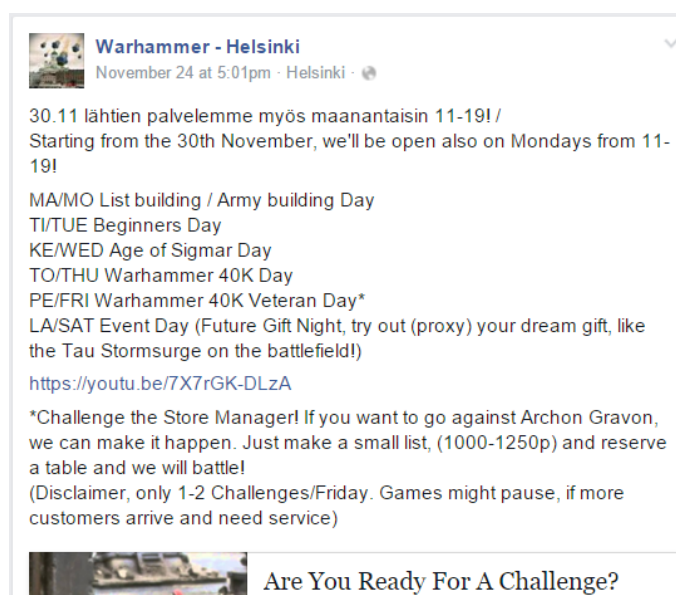 Warhammer - Helsinki
November 24 at 5:01pm · Helsinki ·
30.11 lähtien palvelemme myös maanantaisin 11-19! /
Starting from the 30th November, we'll be open also on Mondays from 11-
19!
MA/MO List building / Army building Day
TI/TUE Beginners Day
KE/WED Age of Sigmar Day
TO/THU Warhammer 40K Day
PE/FRI Warhammer 40K Veteran Day*
LA/SAT Event Day (Future Gift Night, try out (proxy) your dream gift, like
the Tau Stormsurge on the battlefield!)
https://youtu.be/7X7rGK-DLzA
*Challenge the Store Manager! If you want to go against Archon Gravon,
we can make it happen. Just make a small list, (1000-1250p) and reserve
a table and we will battle!
(Disclaimer, only 1-2 Challenges/Friday. Games might pause, if more
customers arrive and need service)
Are You Ready For A Challenge?